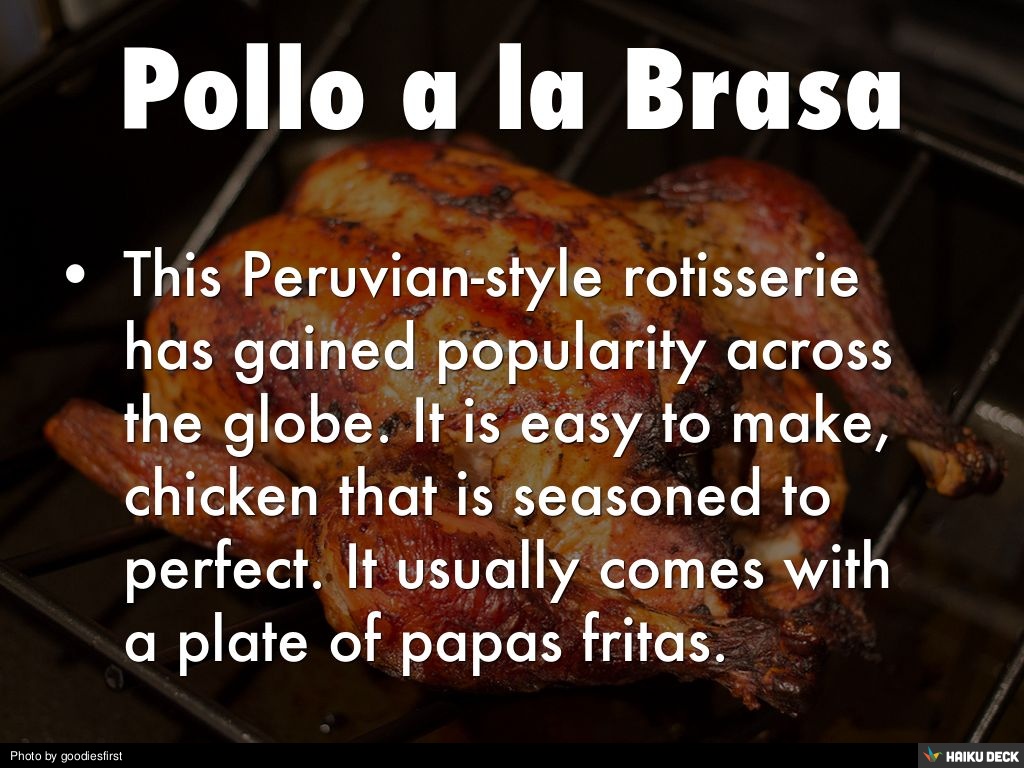 Pollo a la Brasa
• This Peruvian-style rotisserie
has gained popularity across
the globe. It is easy to make,
chicken that is seasoned to
perfect. It usually comes with
a plate of papas fritas.
Photo by goodiesfirst
HAIKU DECK